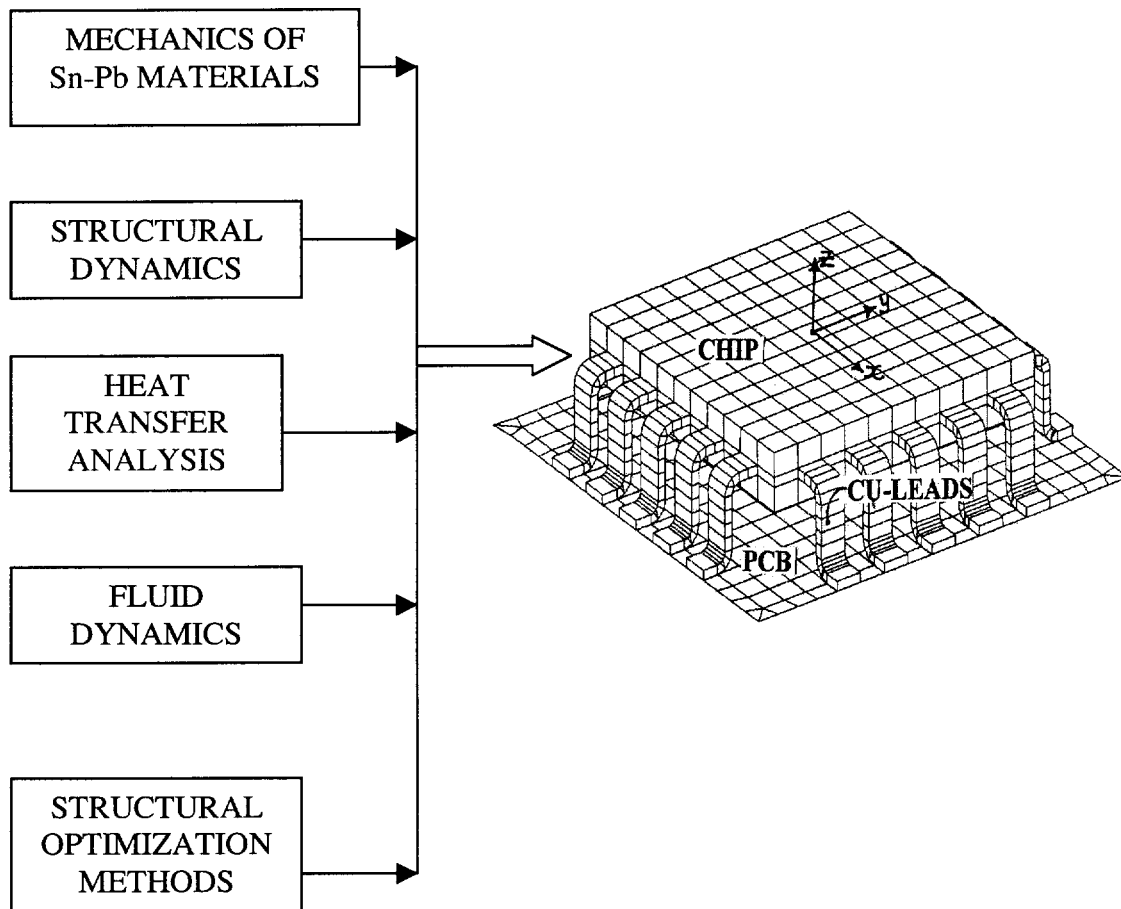 MECHANICS OF
Sn-Pb MATERIALS
STRUCTURAL
DYNAMICS
HEAT
TRANSFER
ANALYSIS
FLUID
DYNAMICS
STRUCTURAL
OPTIMIZATION
METHODS
z
y
x
CHIP
CU-LEADS
PCB